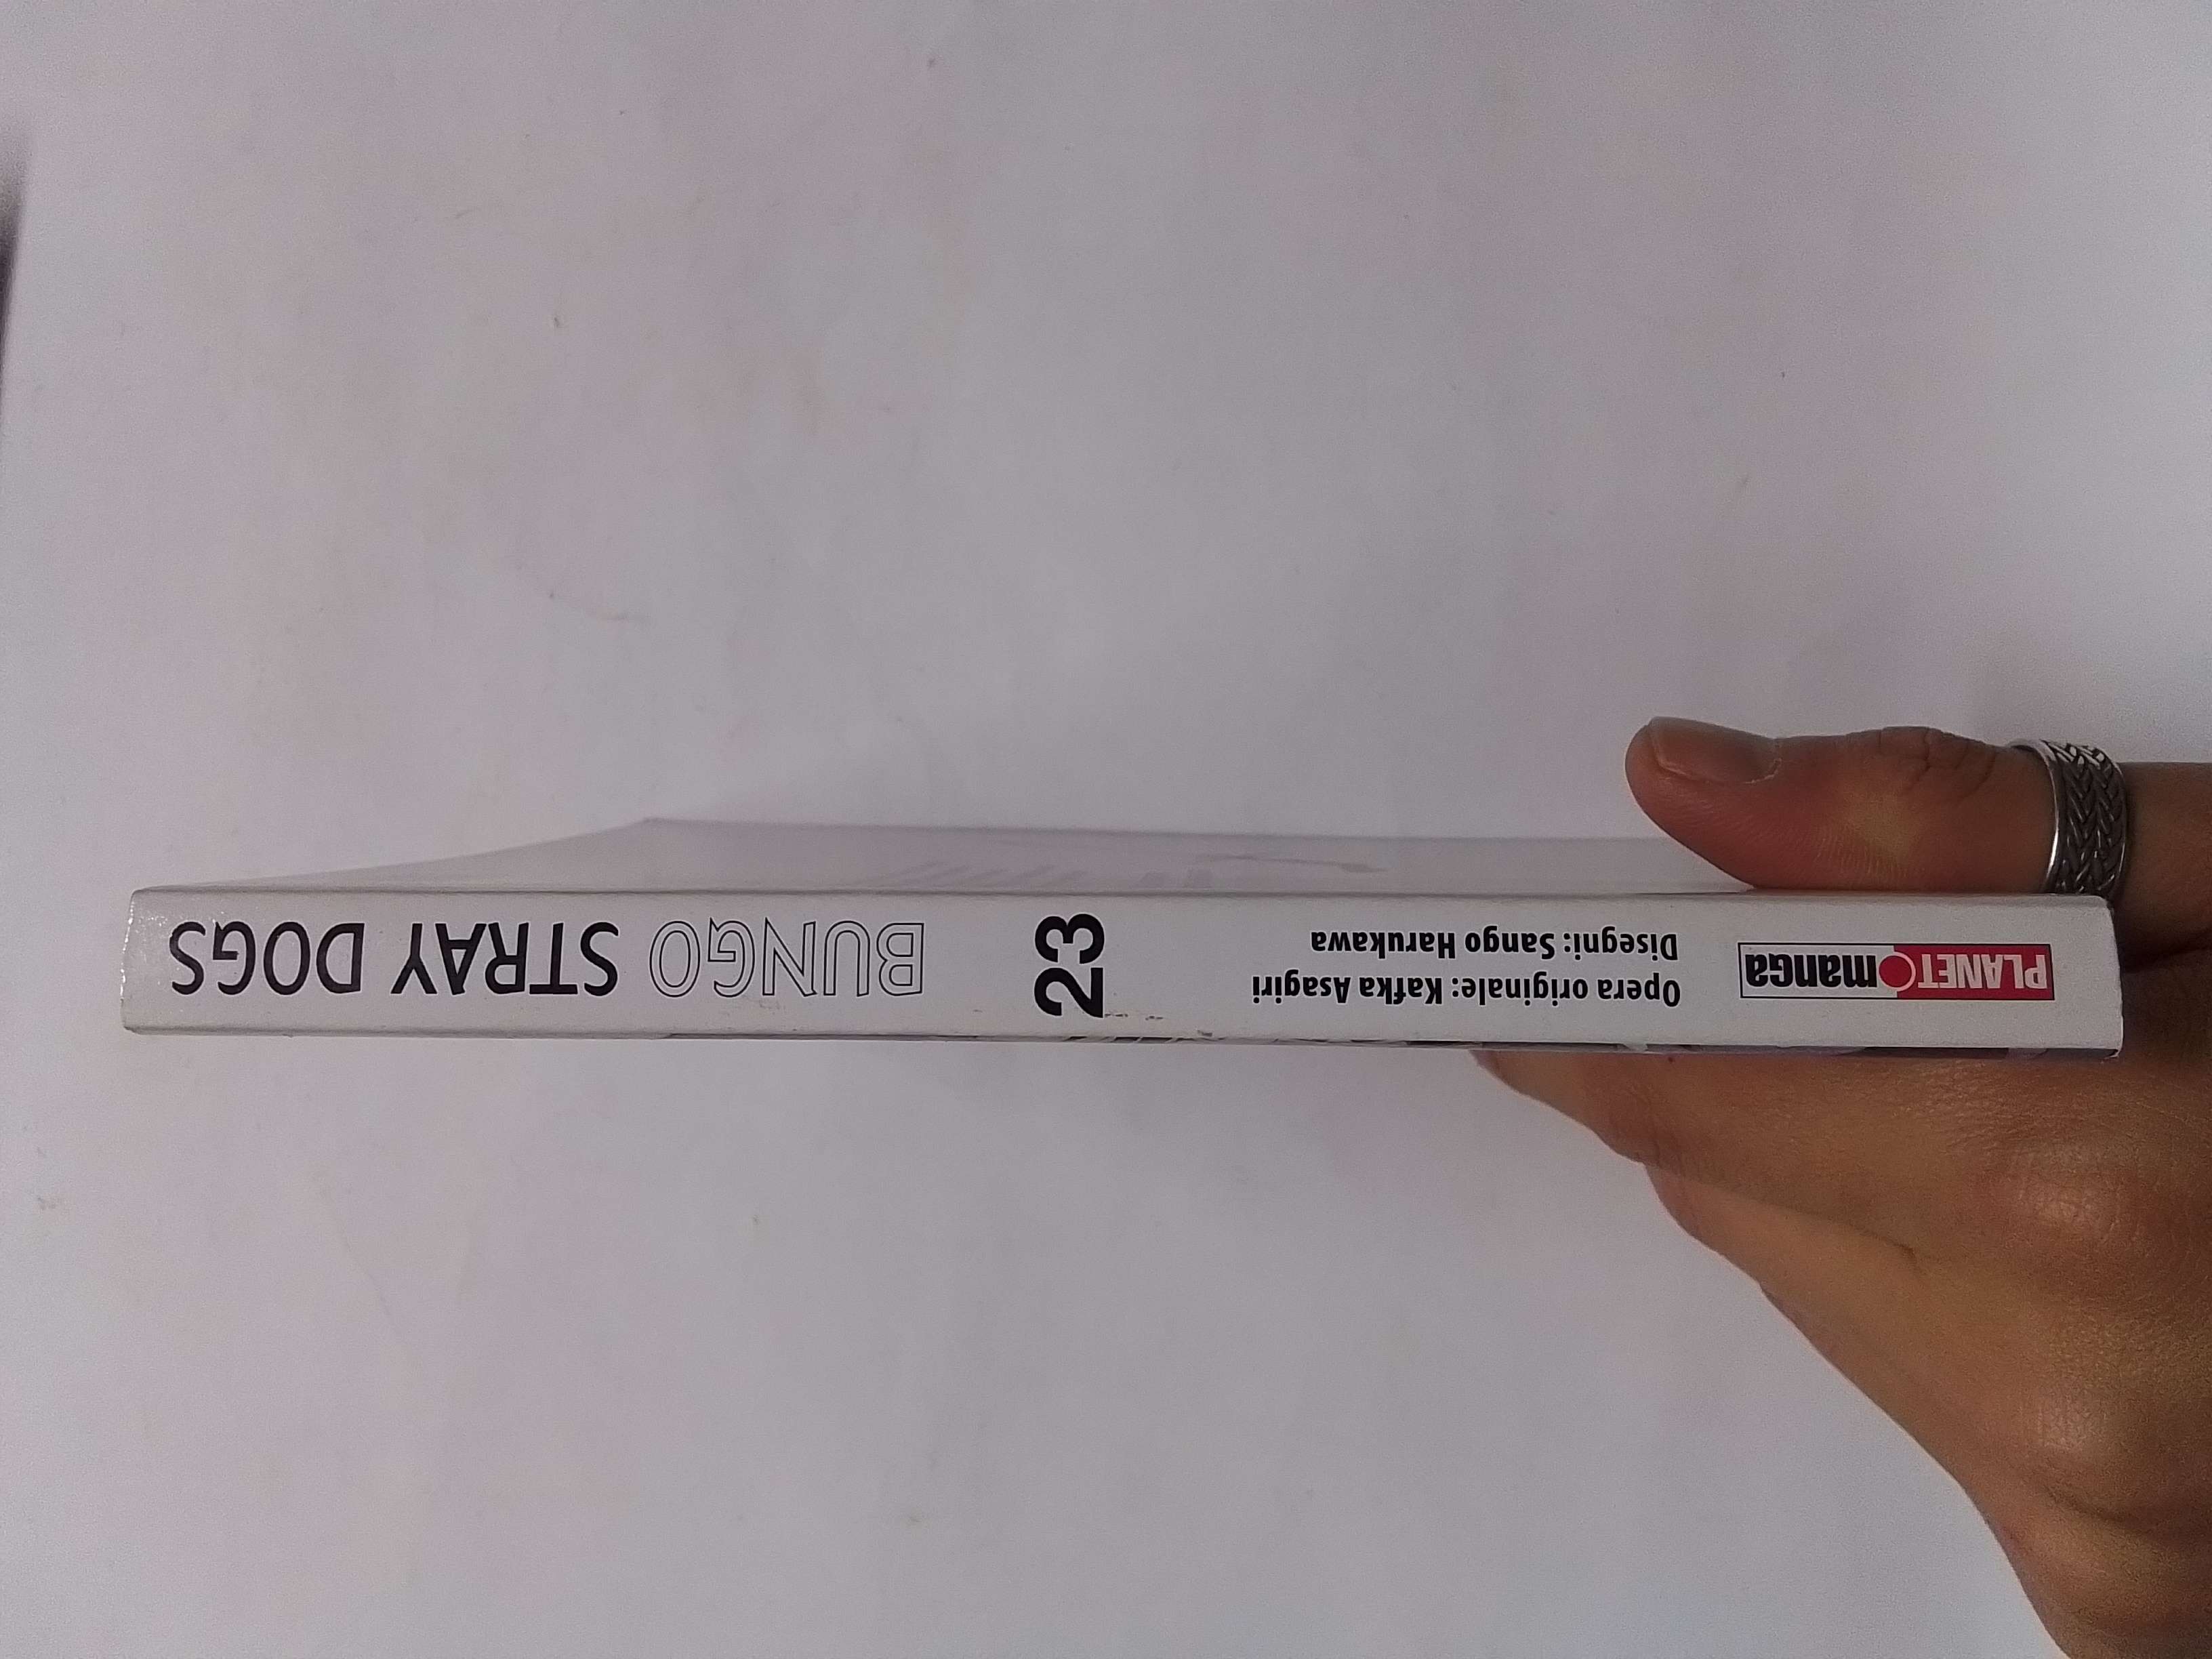 BUNGO STRAY DOGS
23
Opera originale: Kafka Asagiri
Disegni: Sango Harukawa
PLANET manga